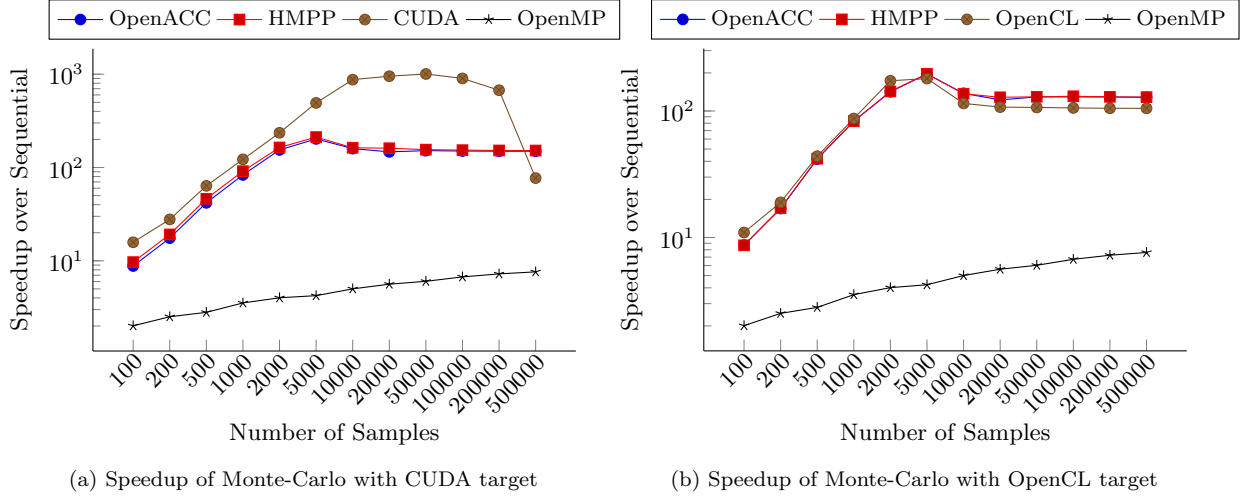 OpenACC HMPP CUDA OpenMP
Speedup over Sequential
10^3
10^2
10^1
100 200 500 1000 2000 5000 10000 20000 50000 100000 200000 500000
Number of Samples
(a) Speedup of Monte-Carlo with CUDA target
OpenACC HMPP OpenCL OpenMP
Speedup over Sequential
10^2
10^1
100 200 500 1000 2000 5000 10000 20000 50000 100000 200000 500000
Number of Samples
(b) Speedup of Monte-Carlo with OpenCL target